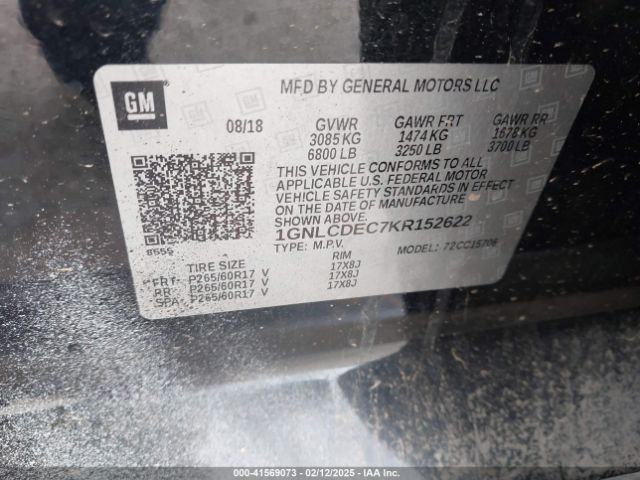 GM
MFD BY GENERAL MOTORS LLC
08/18 GVWR GAWR FRT GAWR RR
3085 KG 1474 KG 1678 KG
6800 LB 3250 LB 3700 LB
THIS VEHICLE CONFORMS TO ALL
APPLICABLE U.S. FEDERAL MOTOR
VEHICLE SAFETY STANDARDS IN EFFECT
ON THE DATE OF MANUFACTURE
SHOWN ABOVE.
1GNLCDEC7KR152622
8555
TYPE: M.P.V. MODEL: 72CC15706
TIRE SIZE RIM
FRT: P265/60R17 V 17X8J
RR: P265/60R17 V 17X8J
SPA: P265/60R17 V 17X8J
000-41569073 - 02/12/2025 - IAA Inc.